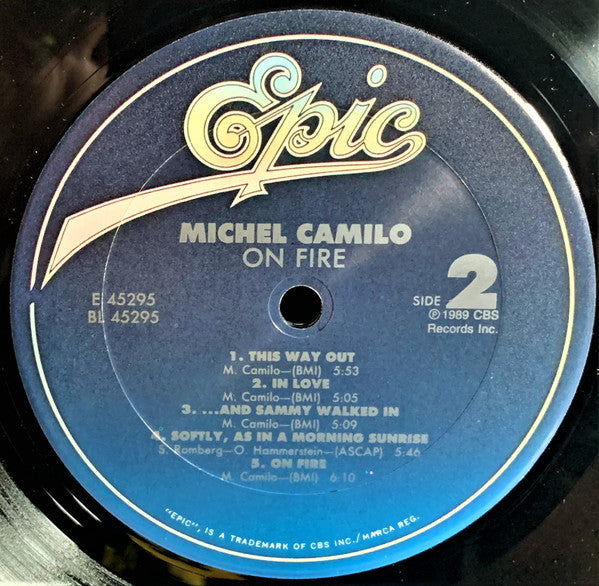 Epic
MICHEL CAMILO
ON FIRE
E 45295
BL 45295
SIDE 2
℗ 1989 CBS
Records Inc.
1. THIS WAY OUT
M. Camilo—(BMI) 5:53
2. IN LOVE
M. Camilo—(BMI) 5:05
3. ...AND SAMMY WALKED IN
M. Camilo—(BMI) 5:09
4. SOFTLY, AS IN A MORNING SUNRISE
S. Romberg—O. Hammerstein—(ASCAP) 5:46
5. ON FIRE
M. Camilo—(BMI) 6:10
"EPIC", IS A TRADEMARK OF CBS INC./MARCA REG.